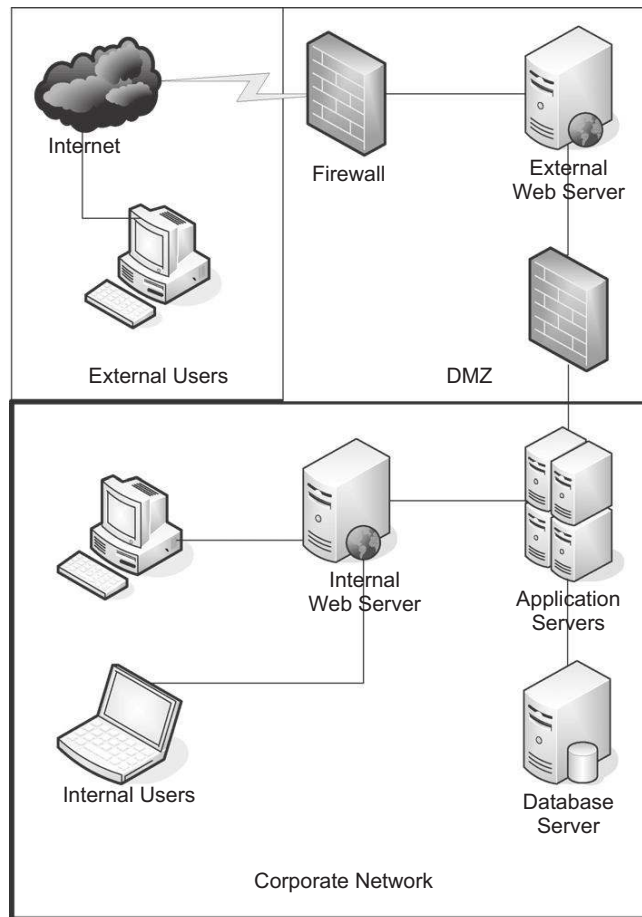 Internet
Firewall
External
Web Server
External Users
DMZ
Internal
Web Server
Application
Servers
Internal Users
Database
Server
Corporate Network